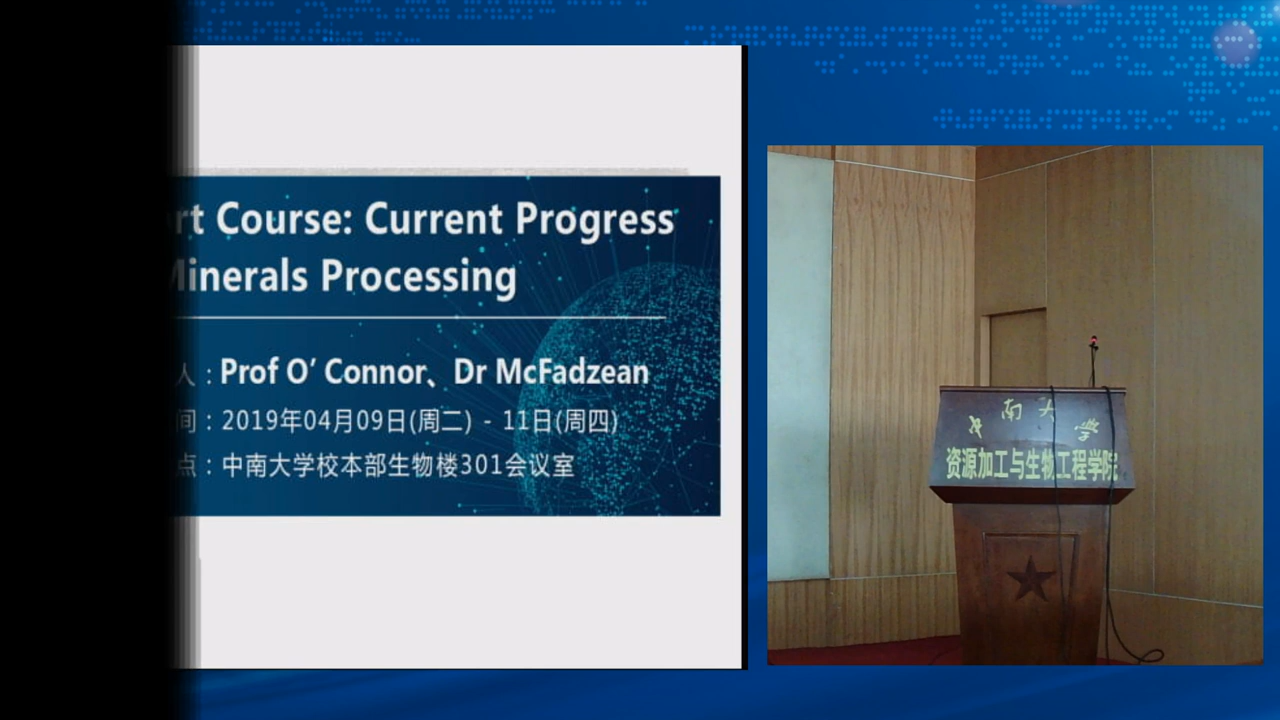 rt Course: Current Progress
Minerals Processing
人：Prof O’ Connor、Dr McFadzean
间：2019年04月09日(周二) - 11日(周四)
点：中南大学校本部生物楼301会议室
中南大学
资源加工与生物工程学院